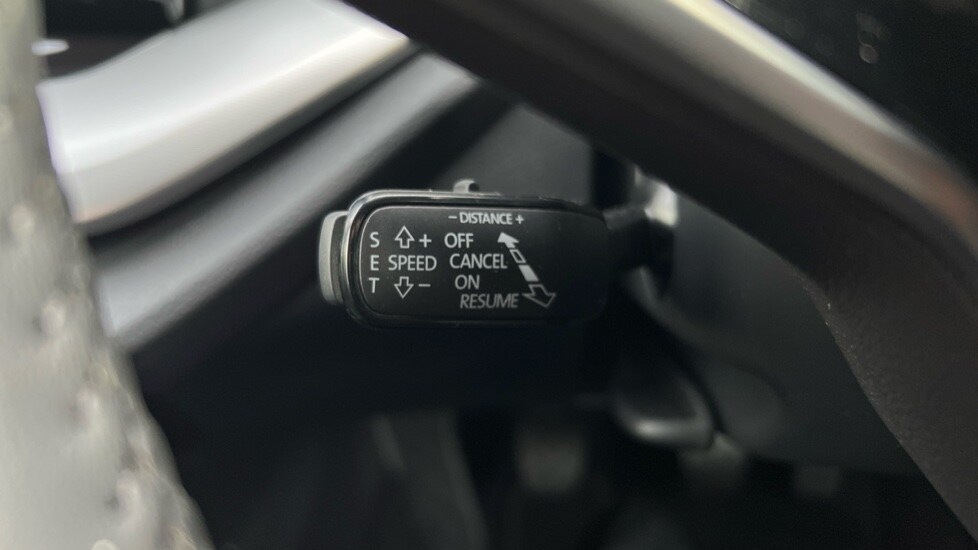 − DISTANCE +
S + OFF
E SPEED CANCEL
T − ON
RESUME